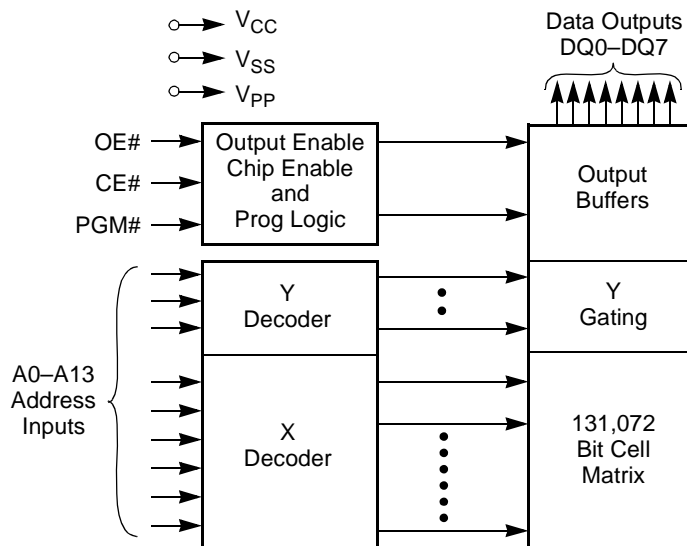 V_CC
V_SS
V_PP
Data Outputs
DQ0–DQ7
OE#
CE#
PGM#
Output Enable
Chip Enable
and
Prog Logic
Output
Buffers
Y
Decoder
Y
Gating
A0–A13
Address
Inputs
X
Decoder
131,072
Bit Cell
Matrix